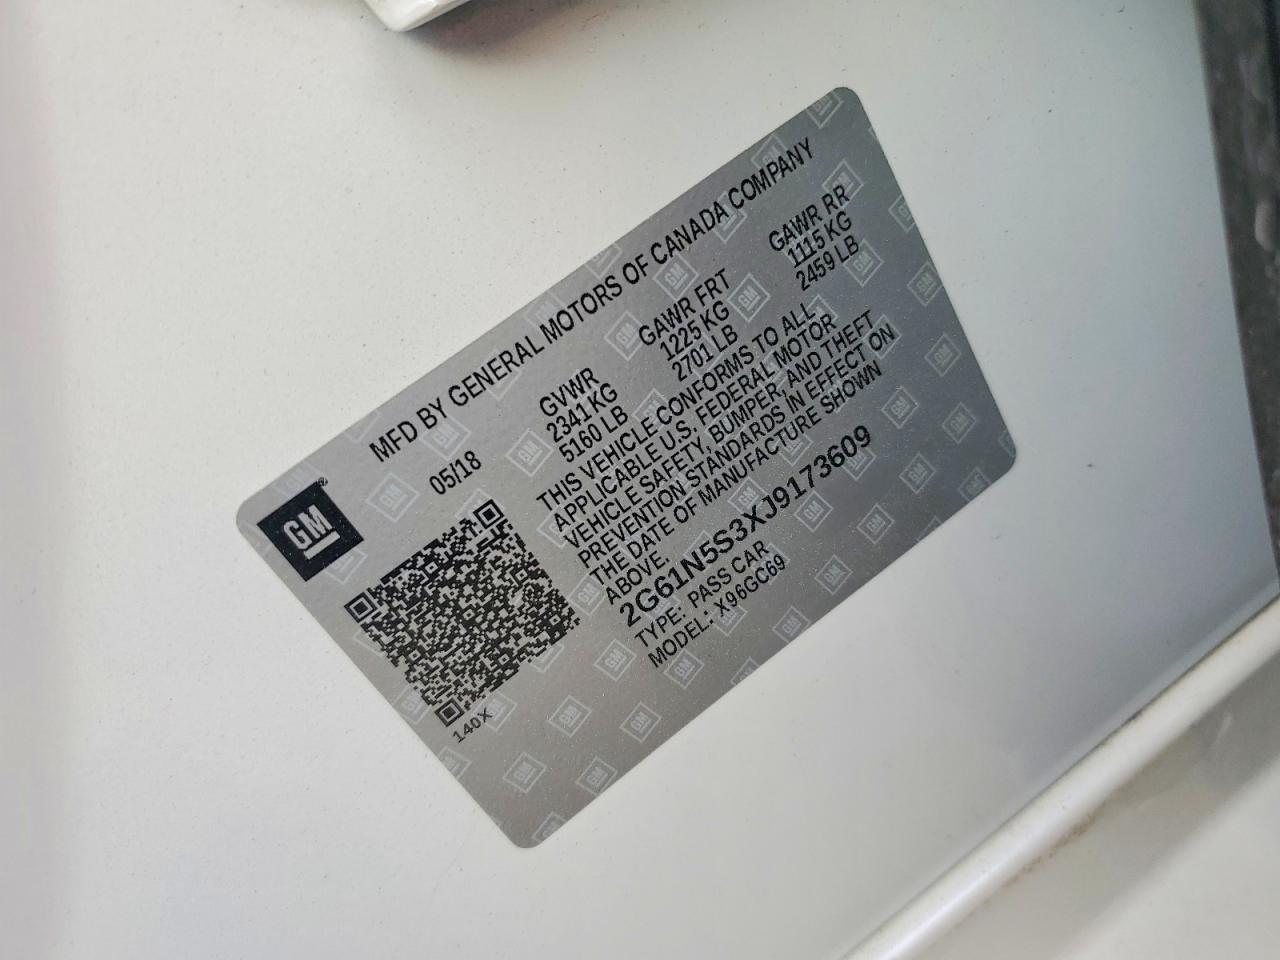 MFD BY GENERAL MOTORS OF CANADA COMPANY
GM
05/18
GVWR GAWR FRT GAWR RR
2341 KG 1225 KG 1115 KG
5160 LB 2701 LB 2459 LB
THIS VEHICLE CONFORMS TO ALL
APPLICABLE U.S. FEDERAL MOTOR
VEHICLE SAFETY, BUMPER, AND THEFT
PREVENTION STANDARDS IN EFFECT ON
THE DATE OF MANUFACTURE SHOWN
ABOVE.
2G61N5S3XJ9173609
TYPE: PASS CAR
MODEL: X96GC69
140X